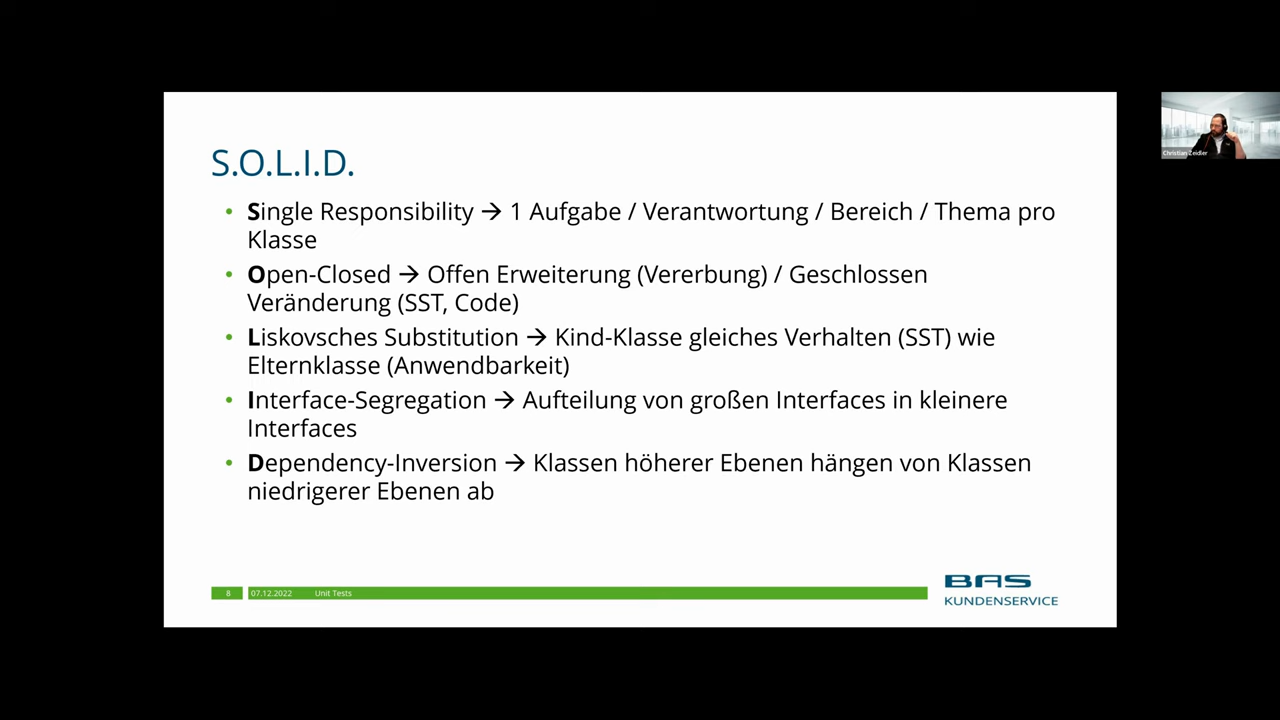 S.O.L.I.D.
• Single Responsibility → 1 Aufgabe / Verantwortung / Bereich / Thema pro
Klasse
• Open-Closed → Offen Erweiterung (Vererbung) / Geschlossen
Veränderung (SST, Code)
• Liskovsches Substitution → Kind-Klasse gleiches Verhalten (SST) wie
Elternklasse (Anwendbarkeit)
• Interface-Segregation → Aufteilung von großen Interfaces in kleinere
Interfaces
• Dependency-Inversion → Klassen höherer Ebenen hängen von Klassen
niedrigerer Ebenen ab
8 07.12.2022 Unit Tests
BAS
KUNDENSERVICE
Christian Zeidler